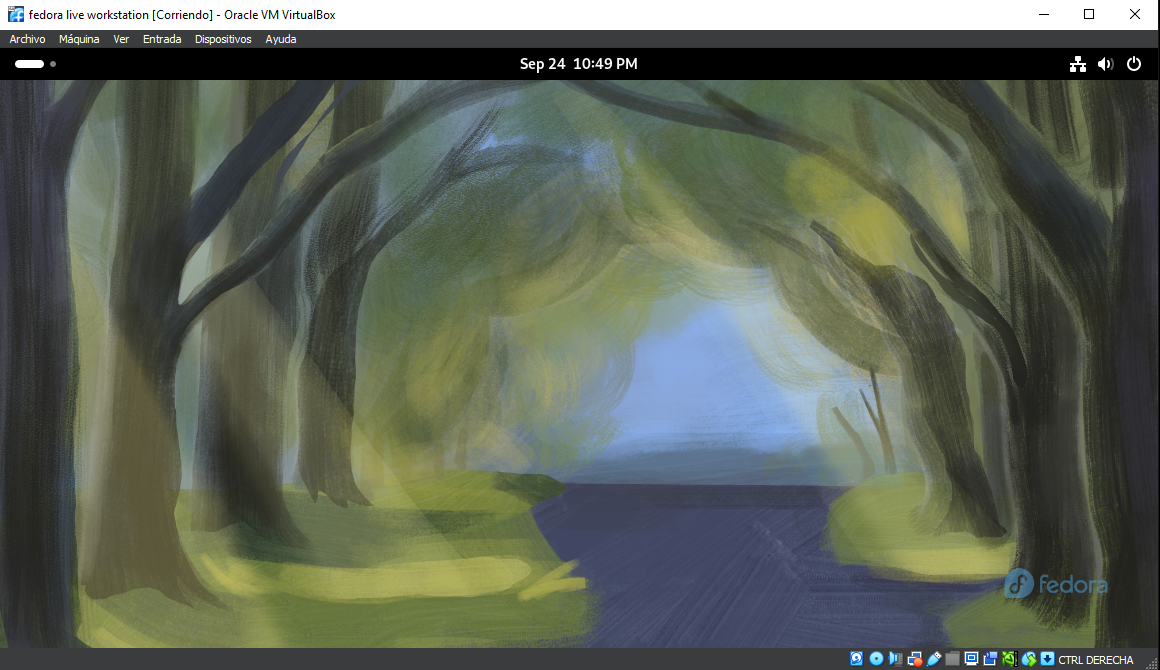 fedora live workstation [Corriendo] - Oracle VM VirtualBox
Archivo Máquina Ver Entrada Dispositivos Ayuda
Sep 24 10:49 PM
fedora
CTRL DERECHA